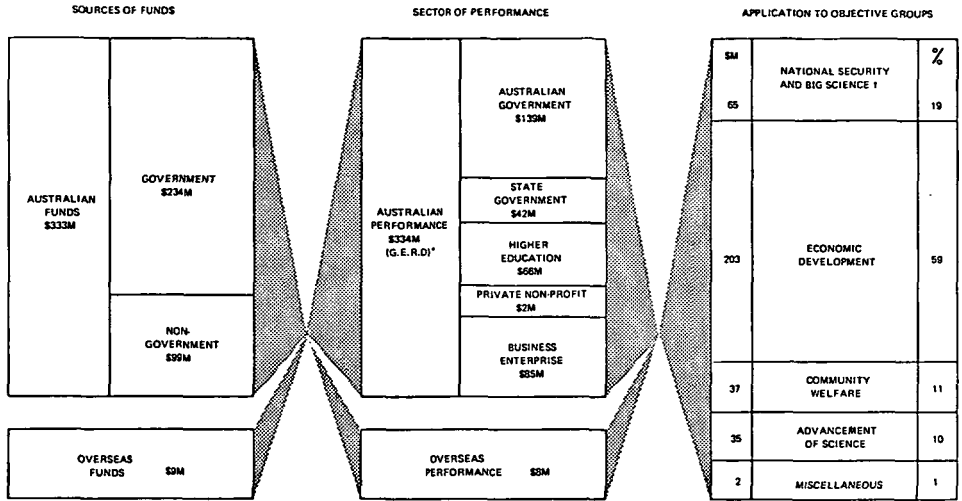 SOURCES OF FUNDS
AUSTRALIAN
FUNDS
$333M
GOVERNMENT
$234M
NON-
GOVERNMENT
$99M
OVERSEAS
FUNDS $9M
SECTOR OF PERFORMANCE
AUSTRALIAN
PERFORMANCE
$334M
(G.E.R.D)*
AUSTRALIAN
GOVERNMENT
$139M
STATE
GOVERNMENT
$42M
HIGHER
EDUCATION
$66M
PRIVATE NON-PROFIT
$2M
BUSINESS
ENTERPRISE
$85M
OVERSEAS
PERFORMANCE $8M
APPLICATION TO OBJECTIVE GROUPS
$M %
NATIONAL SECURITY
AND BIG SCIENCE †
65 19
203 ECONOMIC DEVELOPMENT 59
COMMUNITY
37 WELFARE 11
35 ADVANCEMENT 10
OF SCIENCE
2 MISCELLANEOUS 1